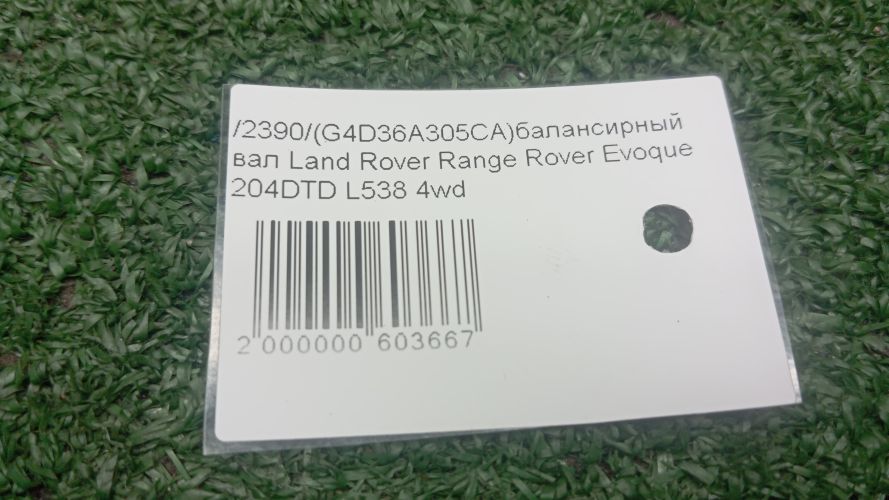 /2390/(G4D36A305CA)балансирный
вал Land Rover Range Rover Evoque
204DTD L538 4wd
2 000000 603667